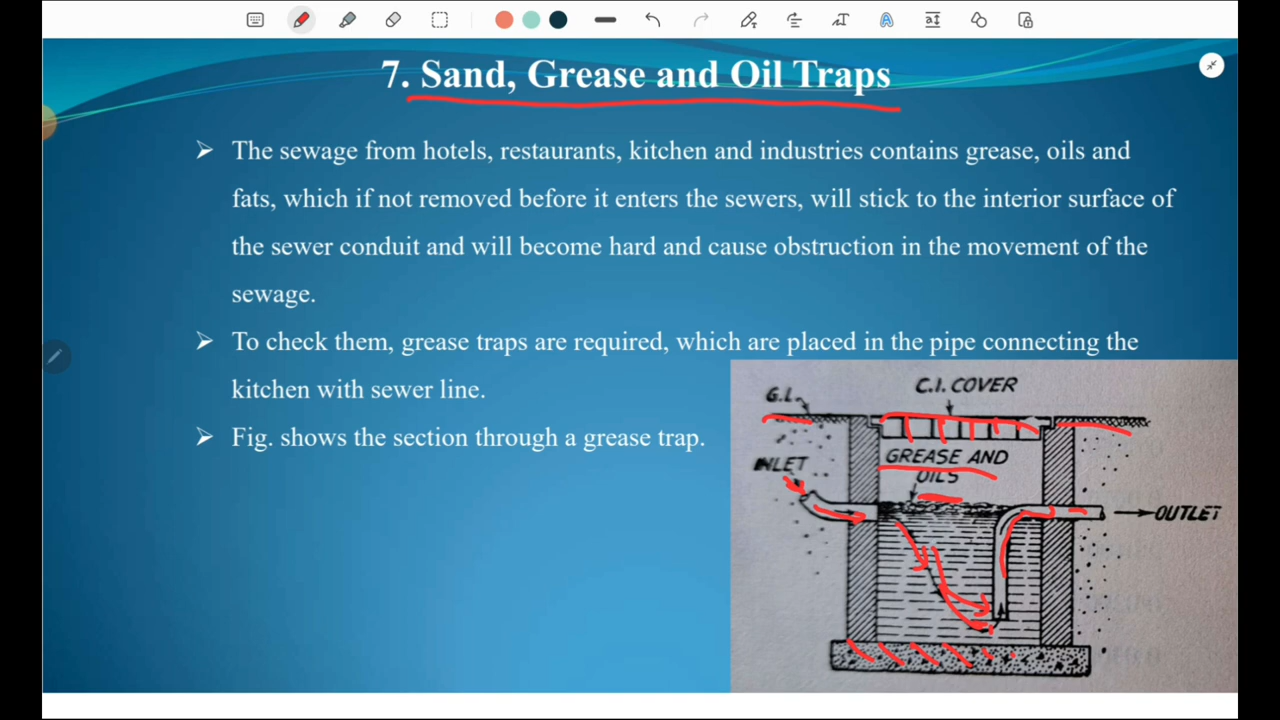 7. Sand, Grease and Oil Traps
The sewage from hotels, restaurants, kitchen and industries contains grease, oils and
fats, which if not removed before it enters the sewers, will stick to the interior surface of
the sewer conduit and will become hard and cause obstruction in the movement of the
sewage.
To check them, grease traps are required, which are placed in the pipe connecting the
kitchen with sewer line.
Fig. shows the section through a grease trap.
C.I. COVER
G.L.
GREASE AND
OILS
INLET
OUTLET